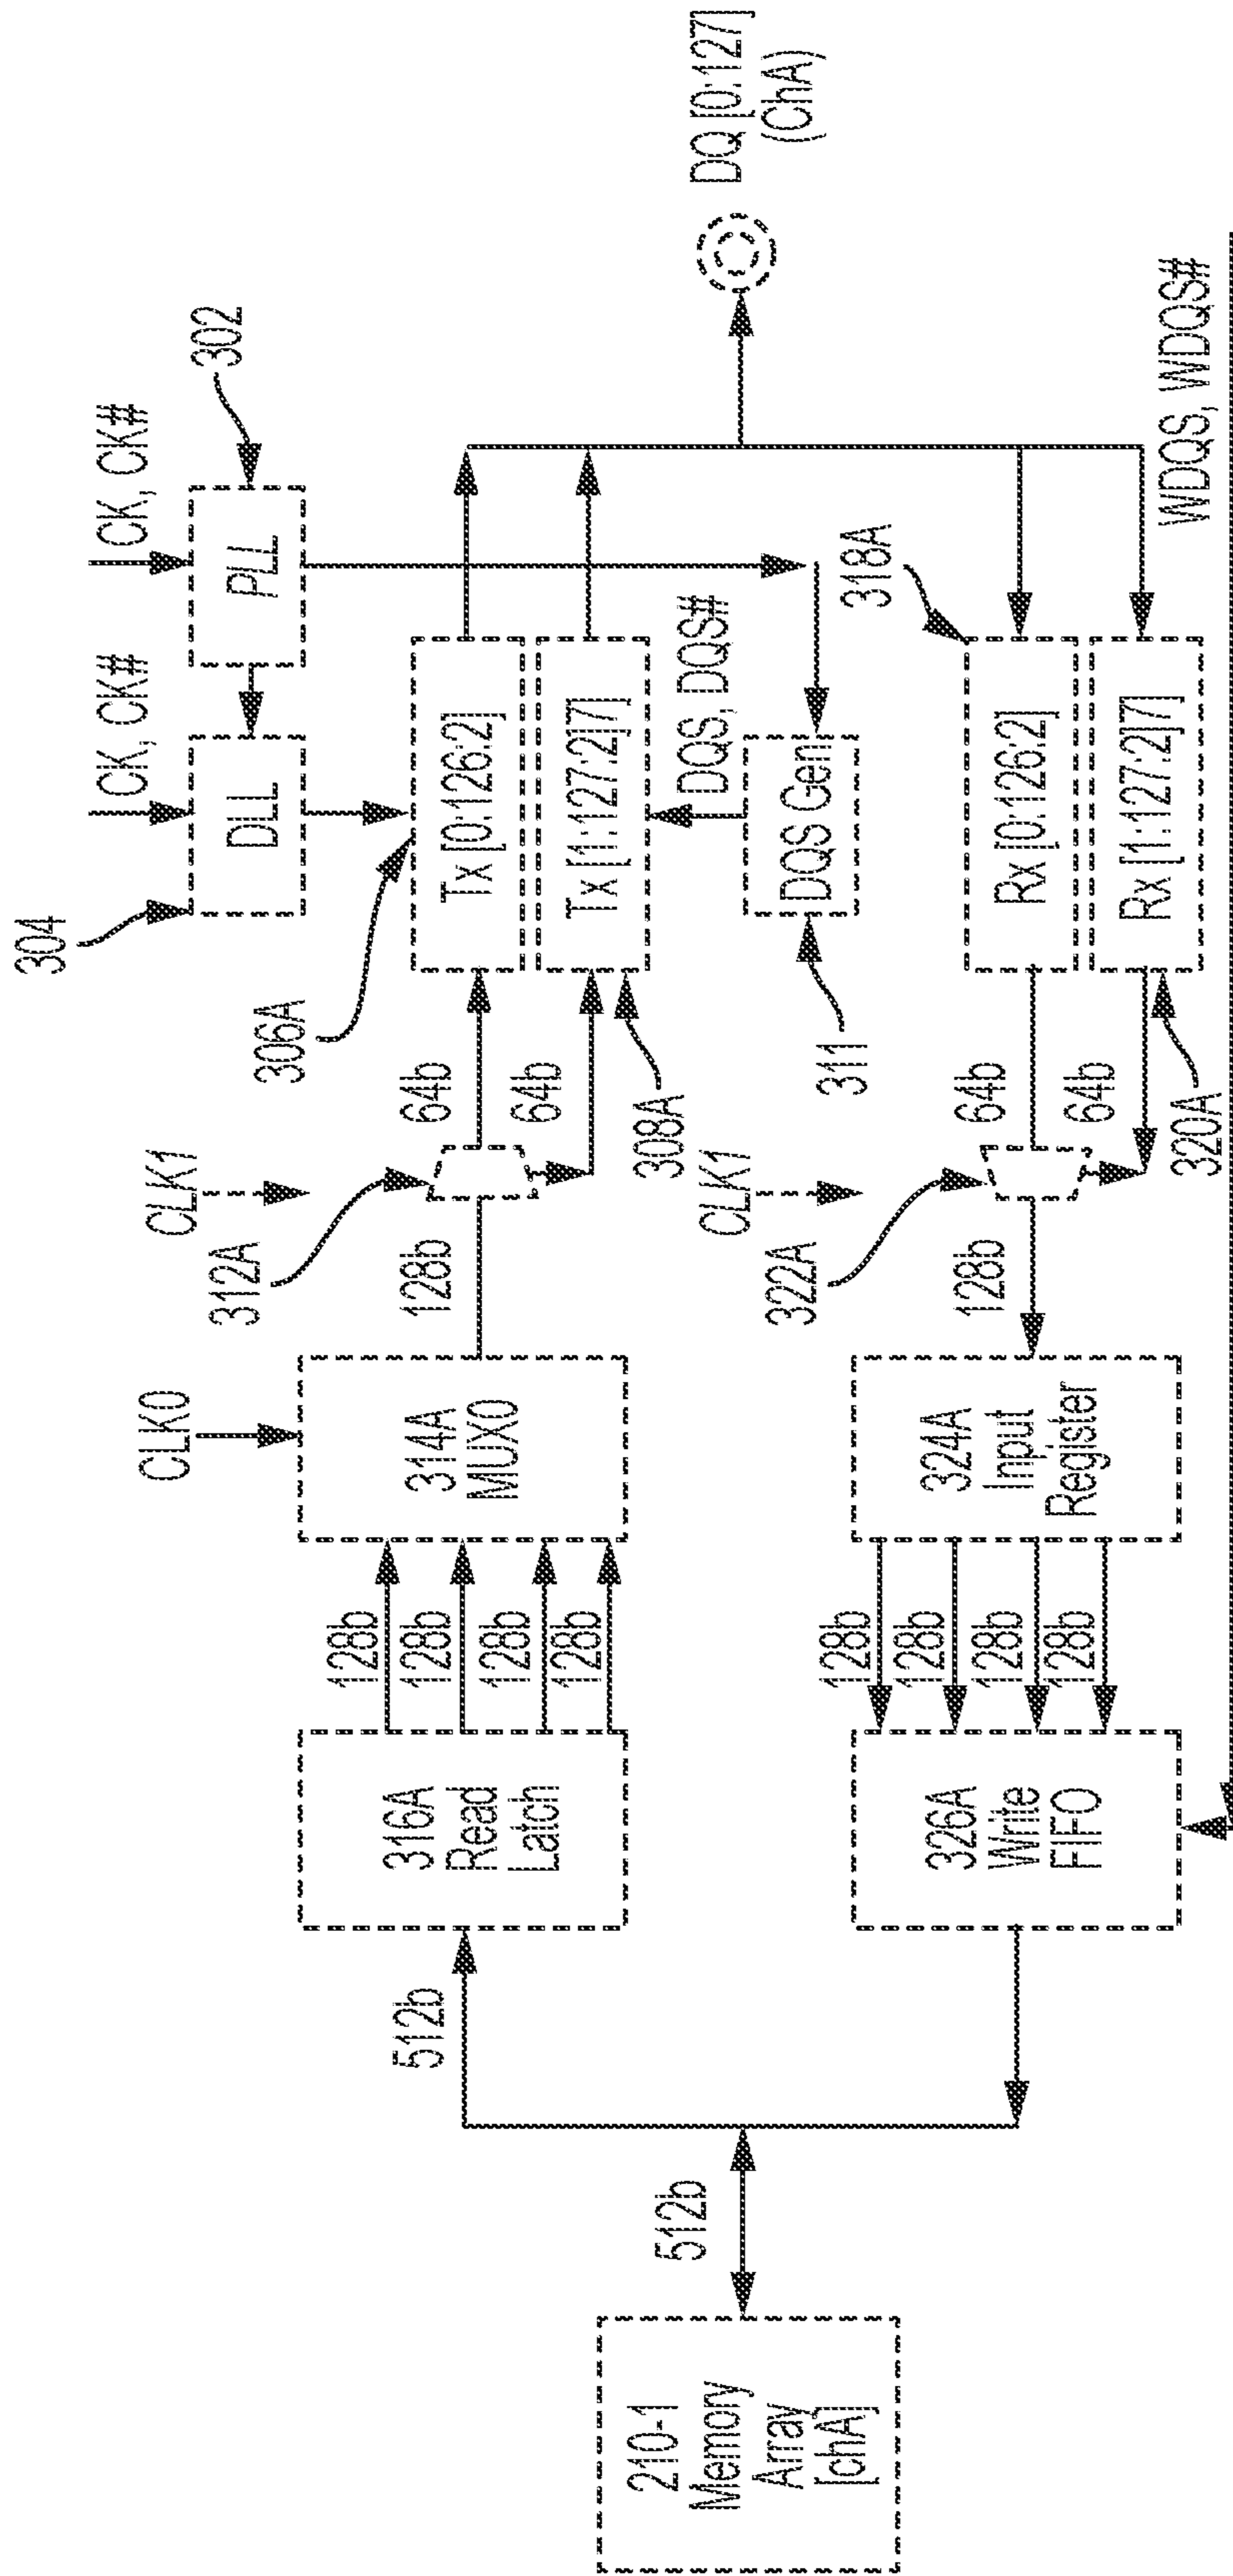 CK, CK#
CK, CK#
304
DLL
PLL
302
306A
Tx [0:126:2]
Tx [1:127:2]7]
308A
DQS, DQS#
DQS Gen
311
DQ [0:127]
(ChA)
CLK0
CLK1
312A
512b
316A
Read
Latch
128b
128b
128b
128b
314A
MUX0
128b
64b
64b
210-1
Memory
Array
[chA]
512b
CLK1
322A
318A
326A
Write
FIFO
128b
128b
128b
128b
324A
Input
Register
128b
64b
64b
Rx [0:126:2]
Rx [1:127:2]7]
320A
WDQS, WDQS#